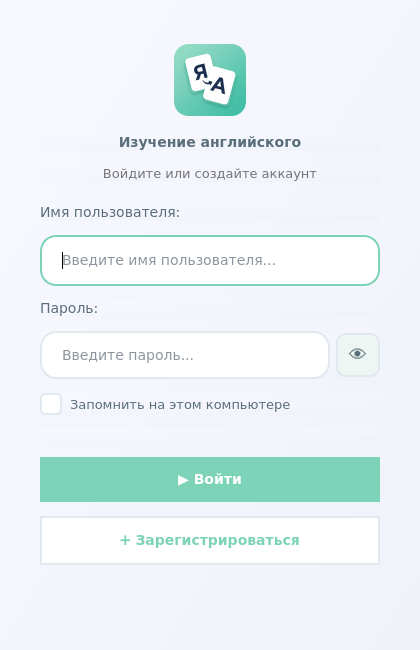 Я A
Изучение английского
Войдите или создайте аккаунт
Имя пользователя:
Введите имя пользователя...
Пароль:
Введите пароль...
Запомнить на этом компьютере
▶ Войти
+ Зарегистрироваться